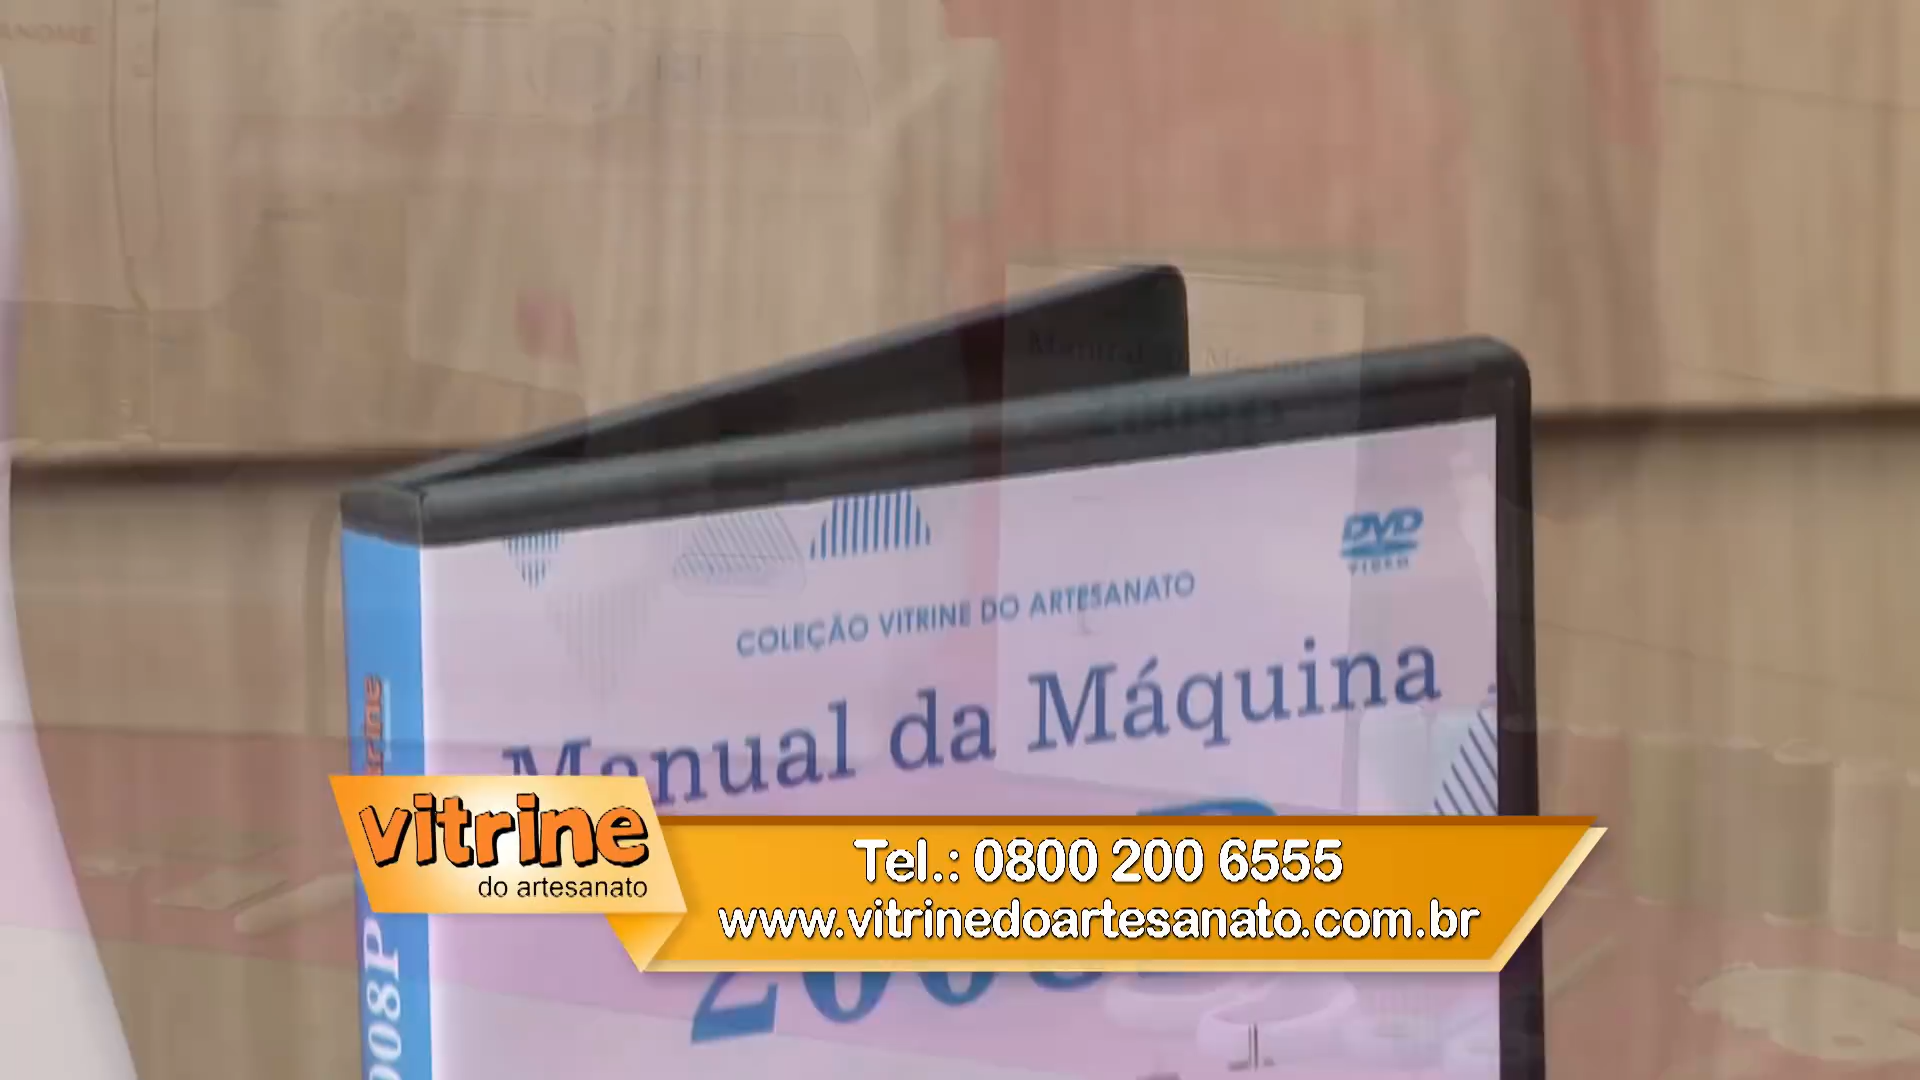 DVD
VIDEO
COLEÇÃO VITRINE DO ARTESANATO
Manual da Máquina
vitrine
do artesanato
Tel.: 0800 200 6555
www.vitrinedoartesanato.com.br